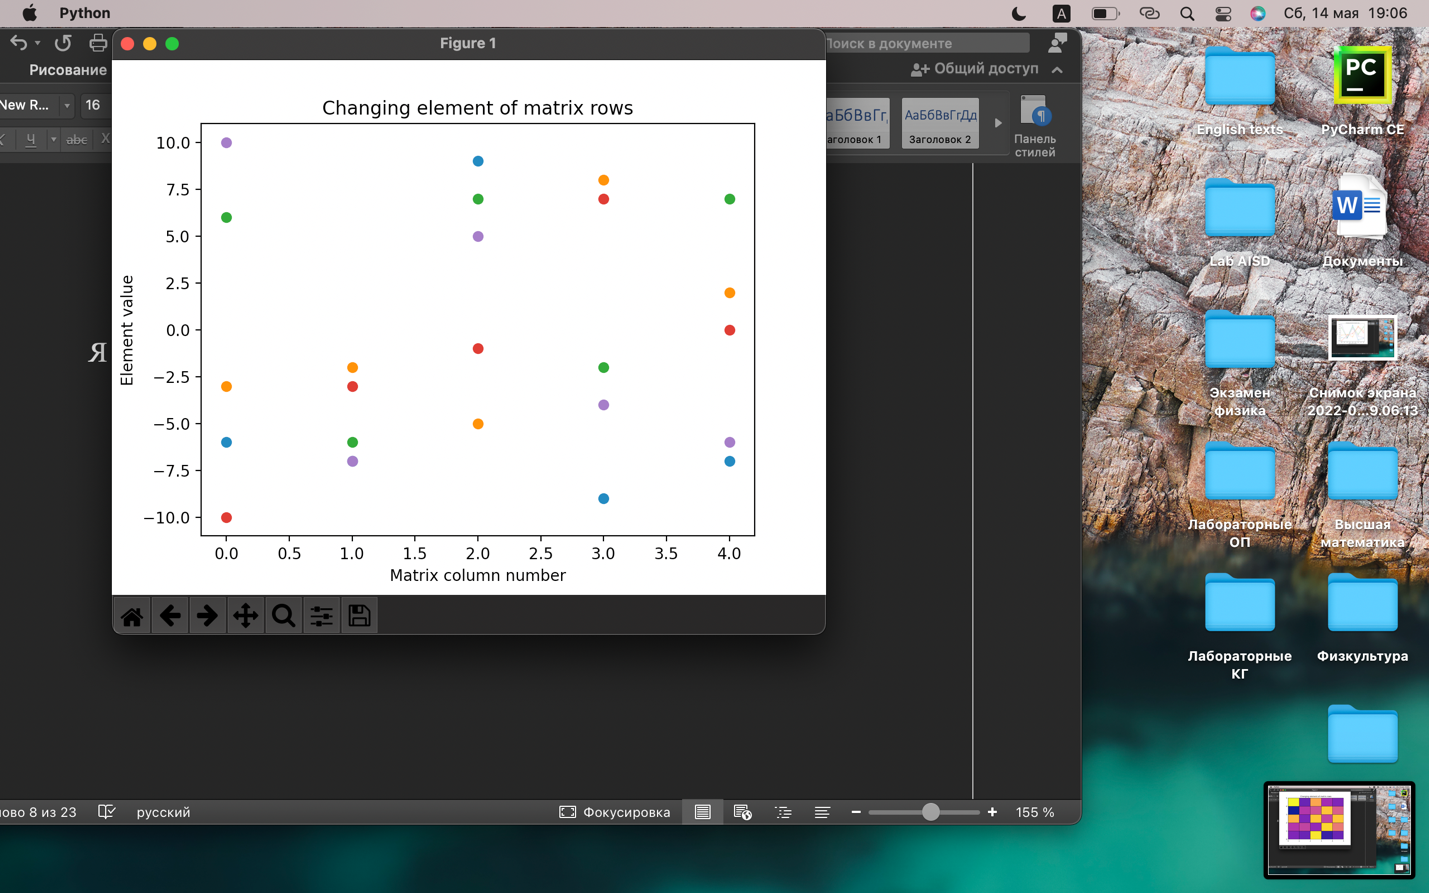 Python
A
Сб, 14 мая 19:06
Figure 1
Поиск в документе
Рисование
Общий доступ
New R...
16
Ч
abc
X
аБбВвГг,
АаБбВвГгДд
аголовок 1
Заголовок 2
Панель
стилей
Changing element of matrix rows
10.0
7.5
5.0
2.5
0.0
−2.5
−5.0
−7.5
−10.0
Element value
0.0 0.5 1.0 1.5 2.0 2.5 3.0 3.5 4.0
Matrix column number
Я
ово 8 из 23
русский
Фокусировка
155 %
English texts
PC
PyCharm CE
Lab AISD
W
Документы
Экзамен
физика
Снимок экрана
2022-0...9.06.13
Лабораторные
ОП
Высшая
математика
Лабораторные
КГ
Физкультура